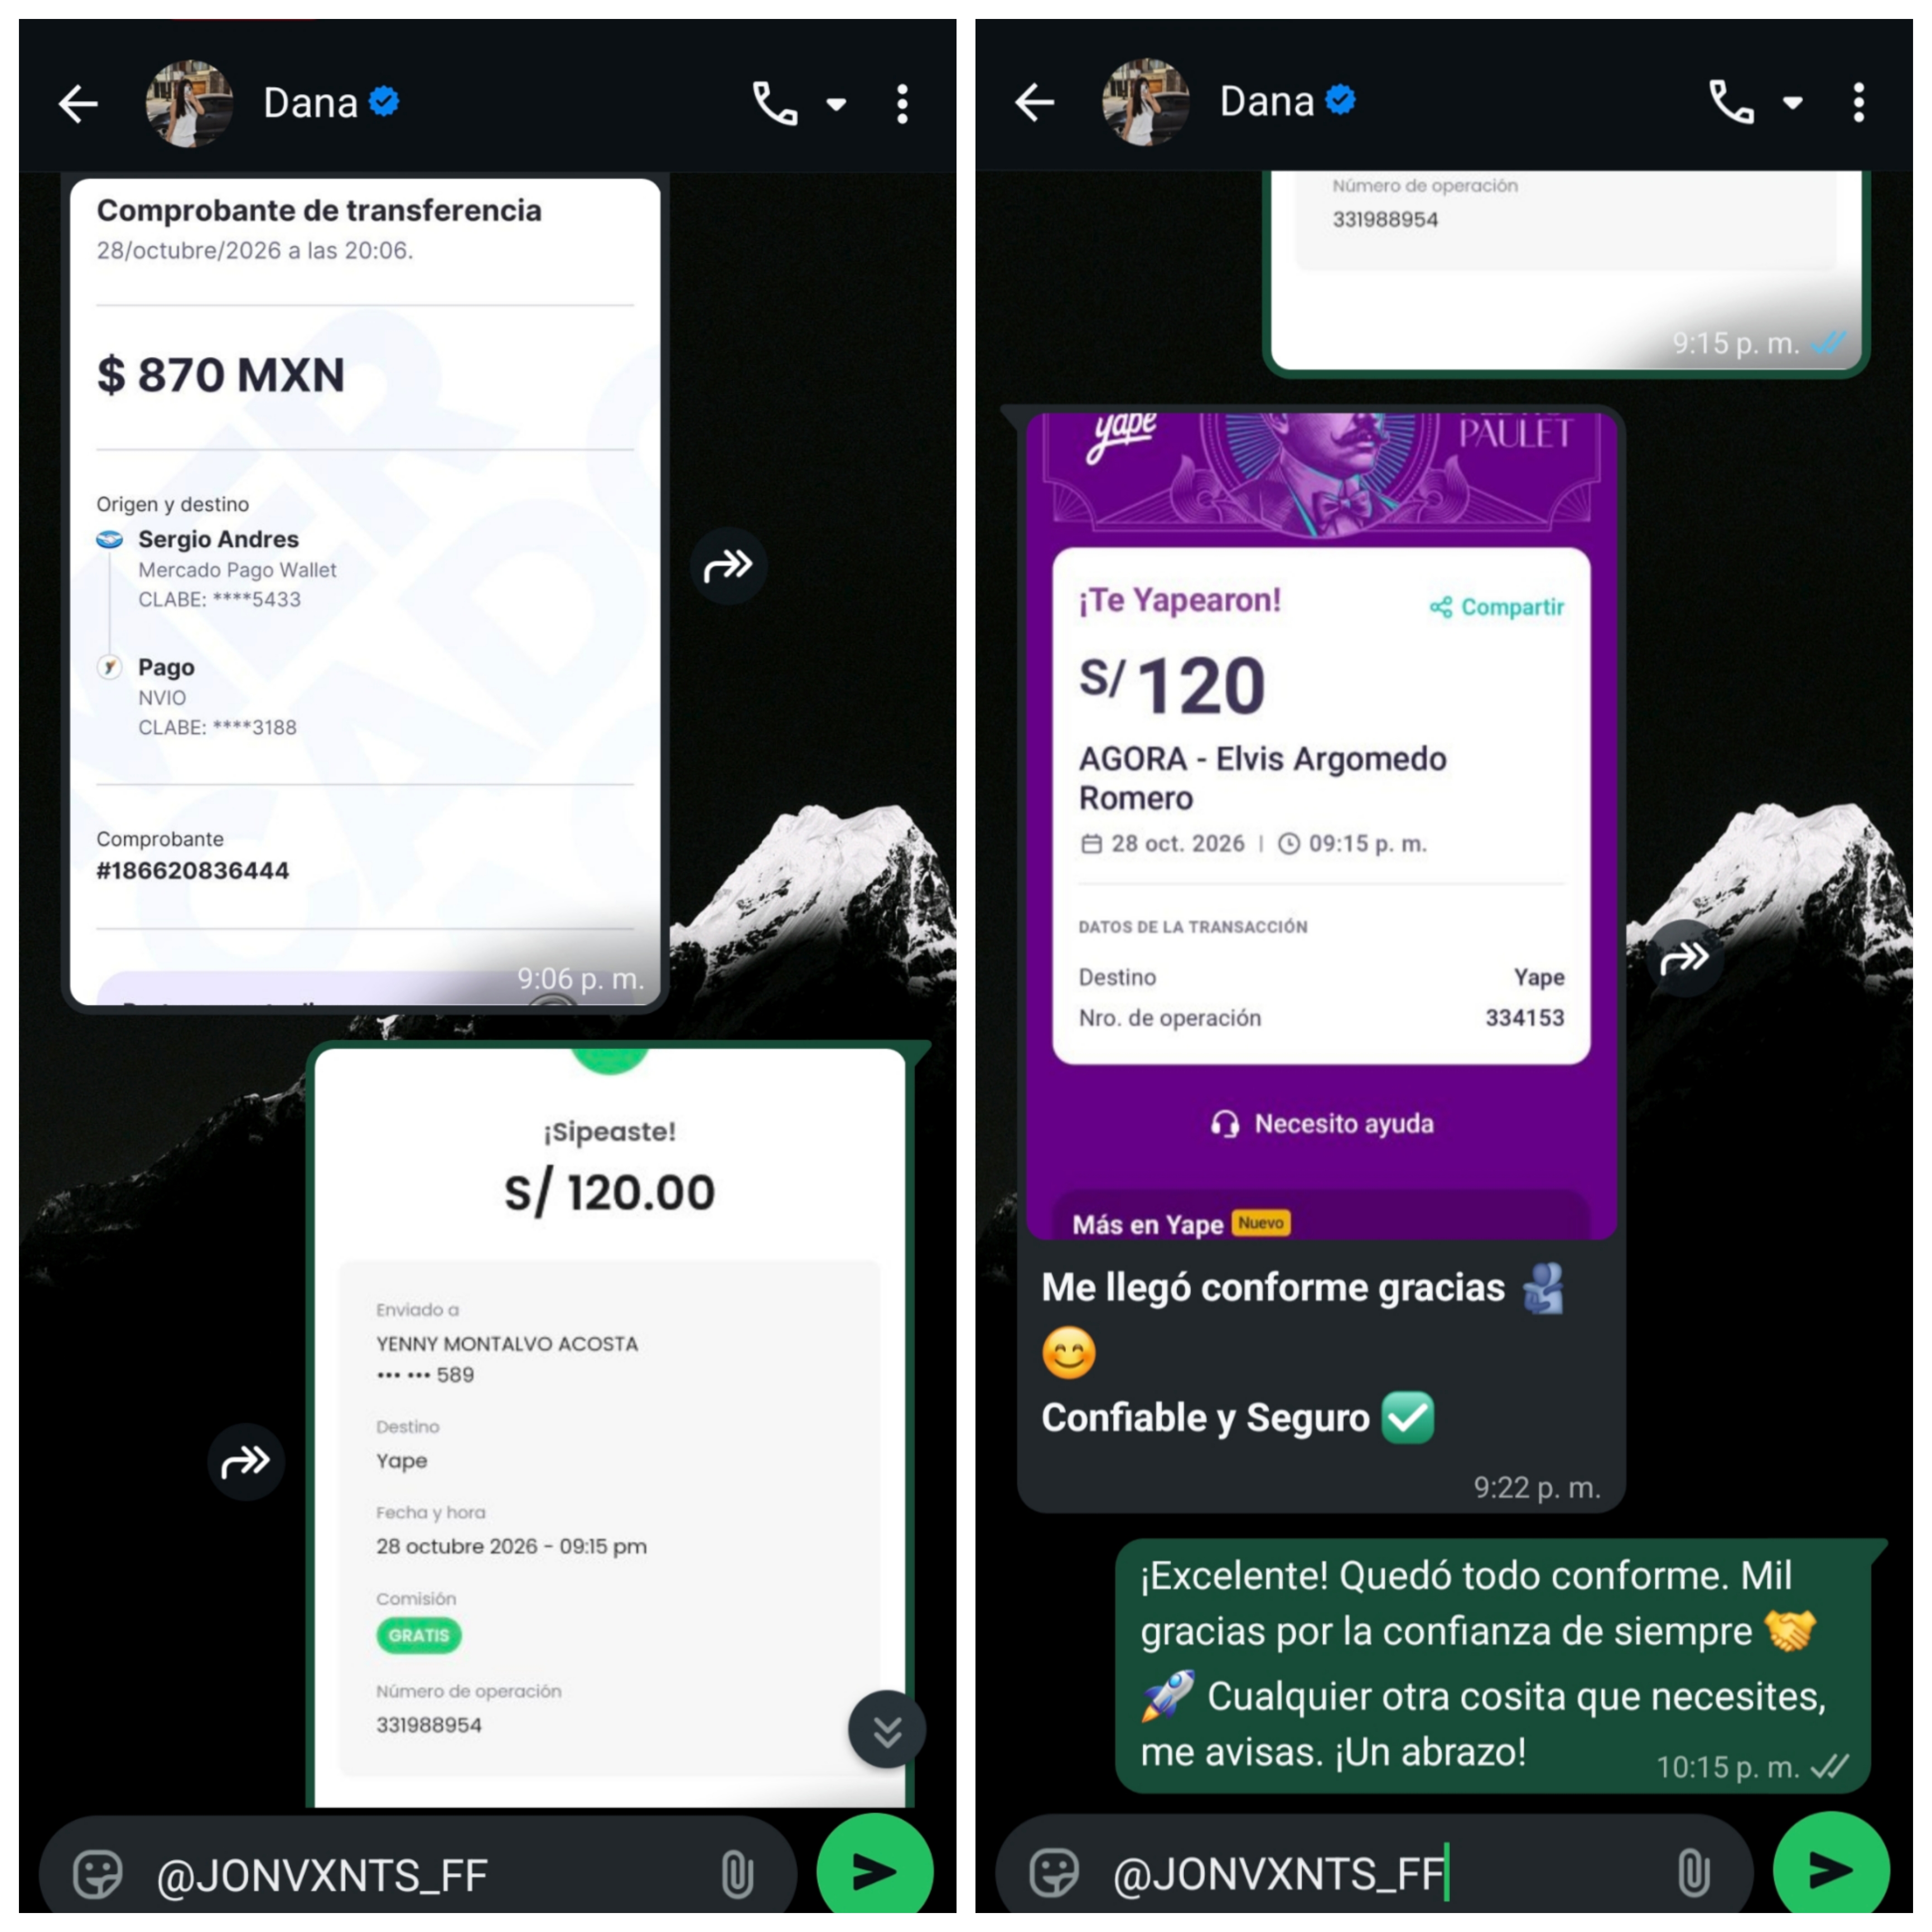 Dana
Comprobante de transferencia
28/octubre/2026 a las 20:06.
$ 870 MXN
Origen y destino
Sergio Andres
Mercado Pago Wallet
CLABE: ****5433
Pago
NVIO
CLABE: ****3188
Comprobante
#186620836444
9:06 p. m.
¡Sipeaste!
S/ 120.00
Enviado a
YENNY MONTALVO ACOSTA
••• ••• 589
Destino
Yape
Fecha y hora
28 octubre 2026 - 09:15 pm
Comisión
GRATIS
Número de operación
331988954
@JONVXNTS_FF
Dana
Número de operación
331988954
9:15 p. m.
yape
PAULET
¡Te Yapearon!
Compartir
S/ 120
AGORA - Elvis Argomedo
Romero
28 oct. 2026 | 09:15 p. m.
DATOS DE LA TRANSACCIÓN
Destino Yape
Nro. de operación 334153
Necesito ayuda
Más en Yape Nuevo
Me llegó conforme gracias 🫂
😊
Confiable y Seguro ✅
9:22 p. m.
¡Excelente! Quedó todo conforme. Mil
gracias por la confianza de siempre 🤝
🚀 Cualquier otra cosita que necesites,
me avisas. ¡Un abrazo!
10:15 p. m.
@JONVXNTS_FF